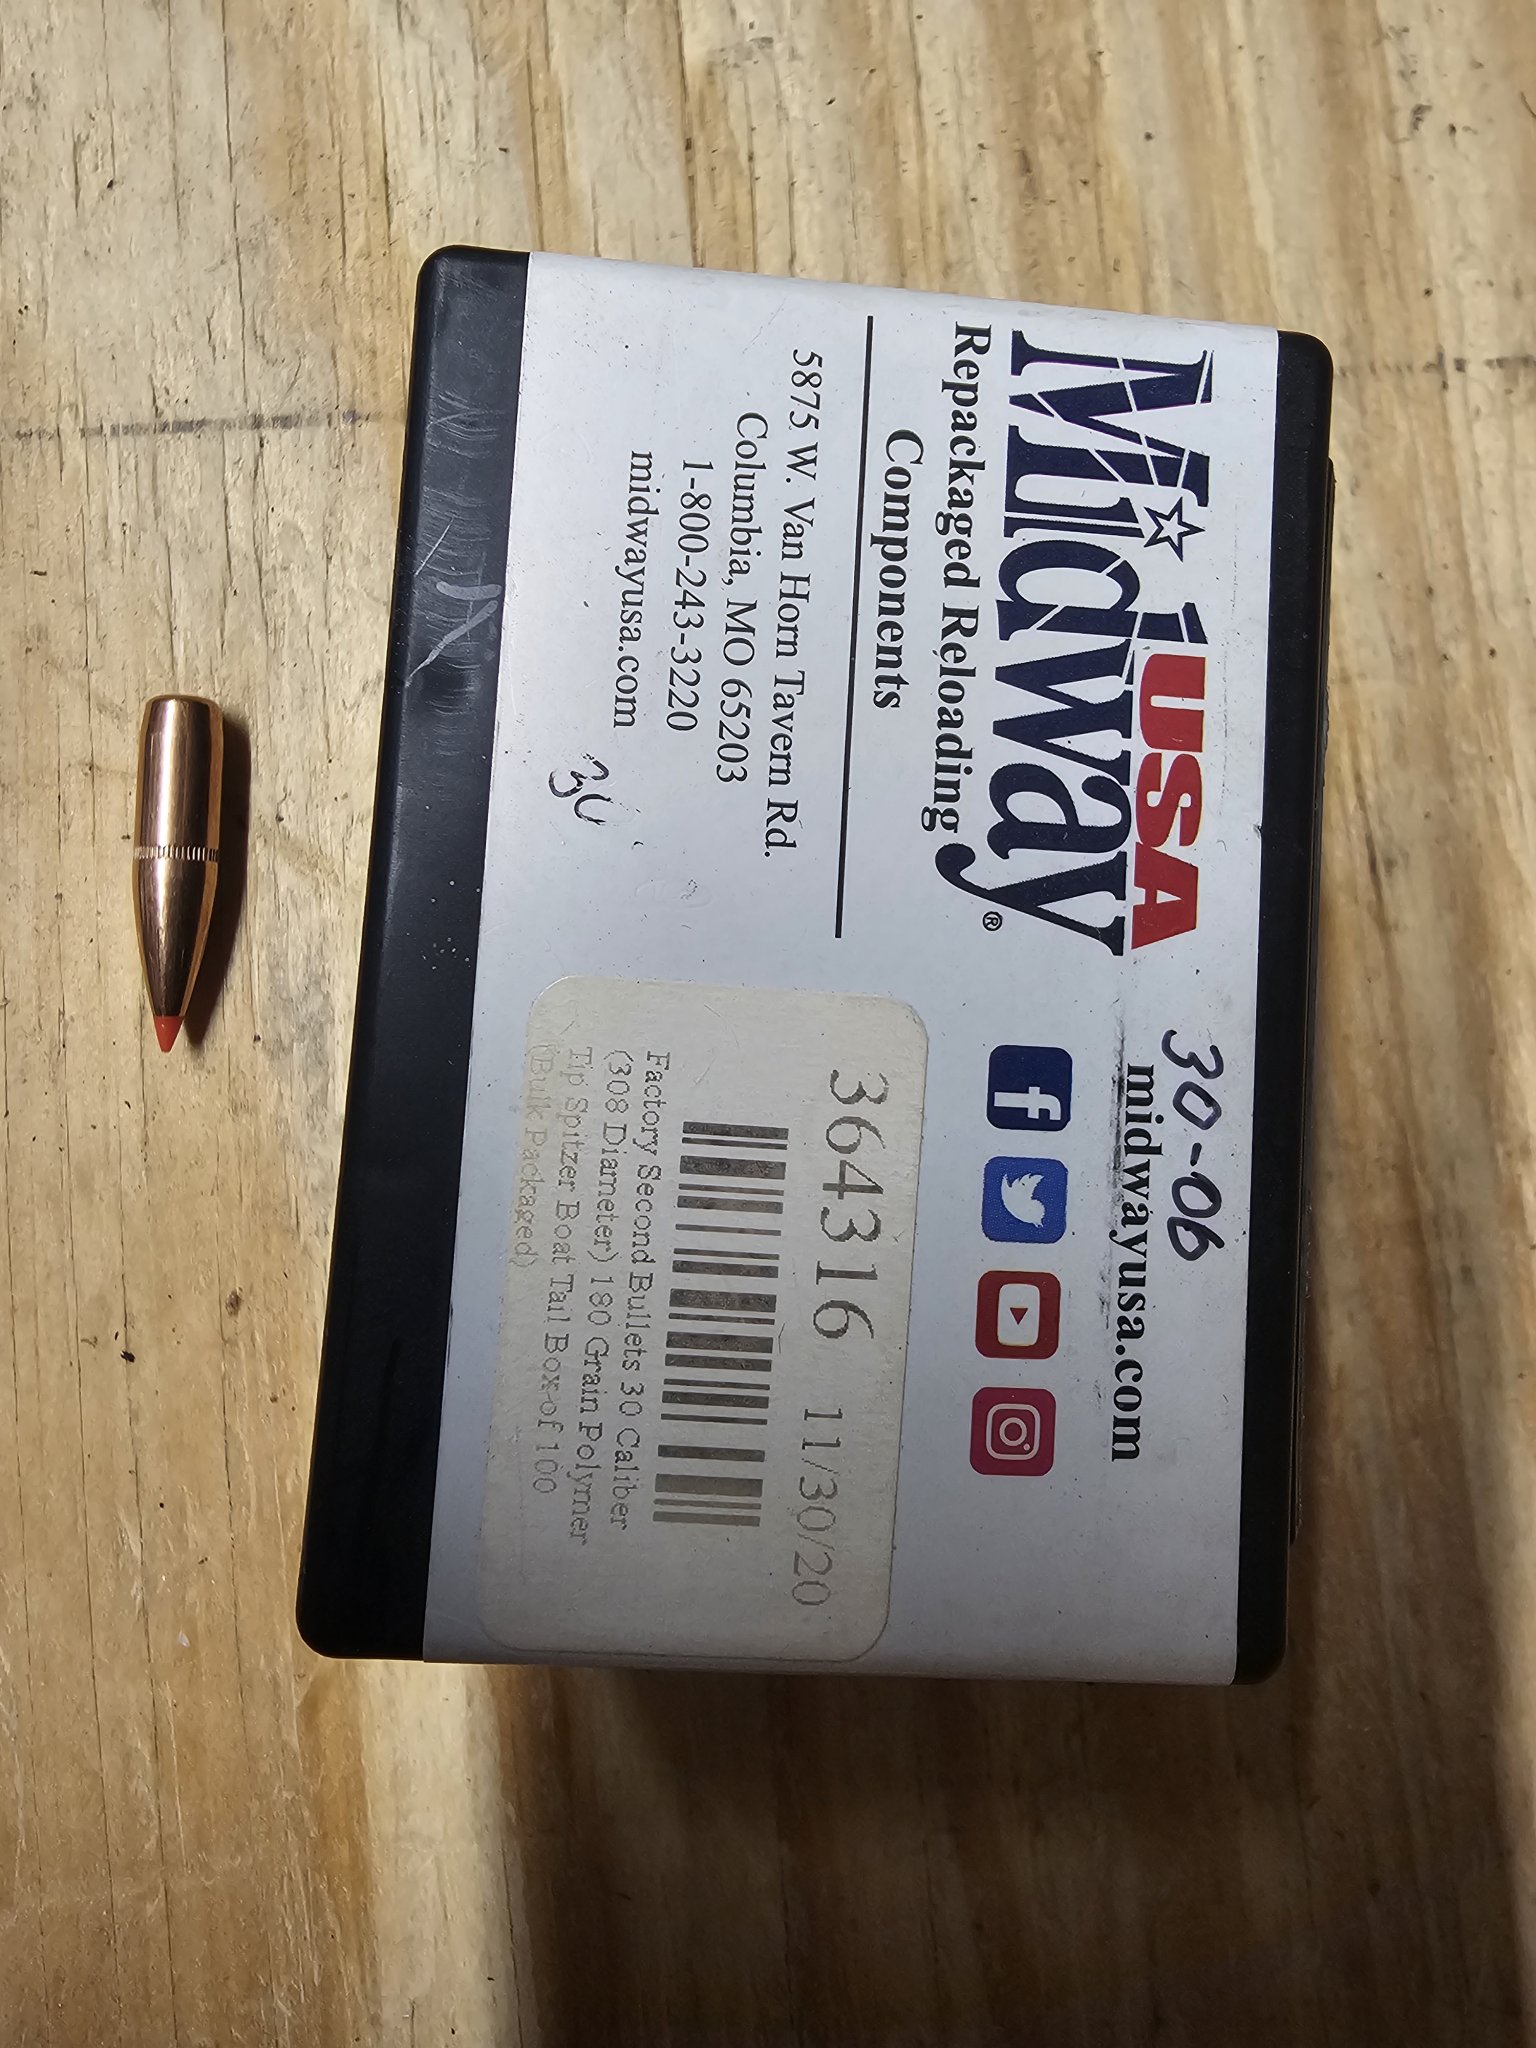 MidwayUSA®
Repackaged Reloading
Components
5875 W. Van Horn Tavern Rd.
Columbia, MO 65203
1-800-243-3220
midwayusa.com
30
30-06
midwayusa.com
364316 11/30/20
Factory Second Bullets 30 Caliber
(308 Diameter) 180 Grain Polymer
Tip Spitzer Boat Tail Box of 100
(Bulk Packaged)